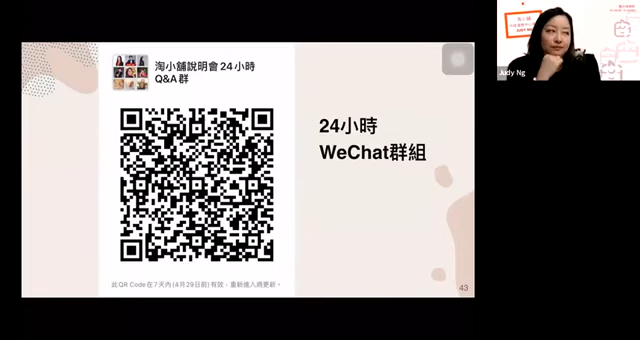 淘小舖說明會24小時
Q&A群
24小時
WeChat群組
此QR Code在7天內(4月29日前)有效，重新進入將更新。
43
Judy Ng